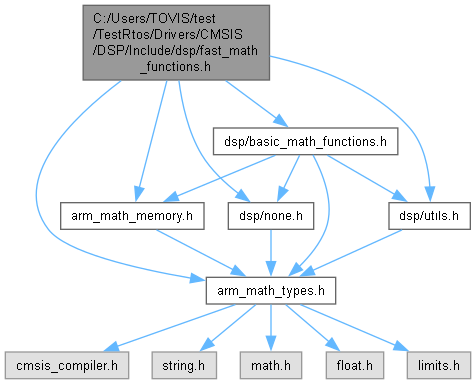 C:/Users/TOVIS/test
/TestRtos/Drivers/CMSIS
/DSP/Include/dsp/fast_math
_functions.h
dsp/basic_math_functions.h
arm_math_memory.h
dsp/none.h
dsp/utils.h
arm_math_types.h
cmsis_compiler.h
string.h
math.h
float.h
limits.h